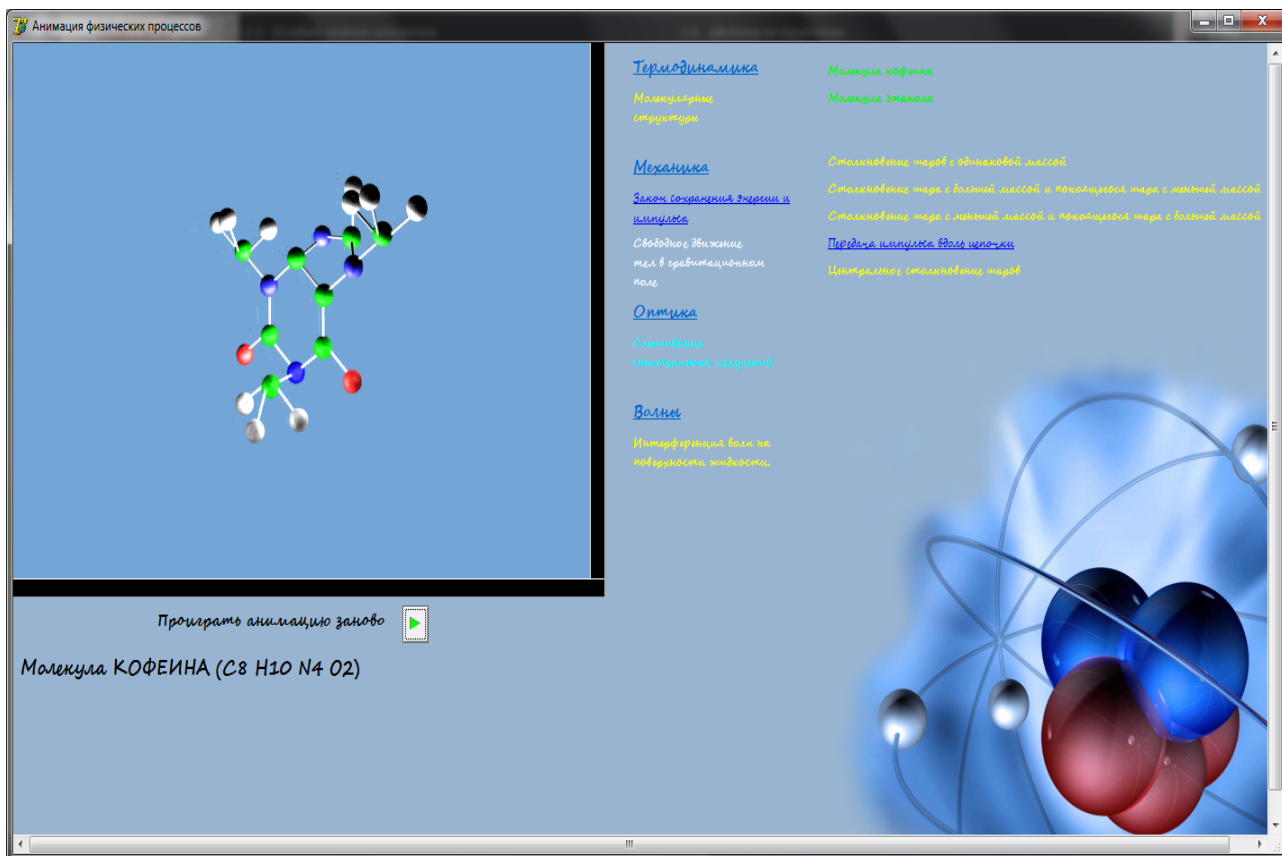 Анимация физических процессов
Термодинамика
Молекулярные
структуры
Молекула кофеина
Молекула этанола
Механика
Закон сохранения энергии и
импульса
Свободное движение
тел в гравитационном
поле
Столкновение шаров с одинаковой массой
Столкновение шара с большей массой и покоящегося шара с меньшей массой
Столкновение шара с меньшей массой и покоящегося шара с большей массой
Передача импульса вдоль цепочки
Центральное столкновение шаров
Оптика
Смешивание
спектральных излучений
Волны
Интерференция волн на
поверхности жидкости.
Проиграть анимацию заново
Молекула КОФЕИНА (C8 H10 N4 O2)